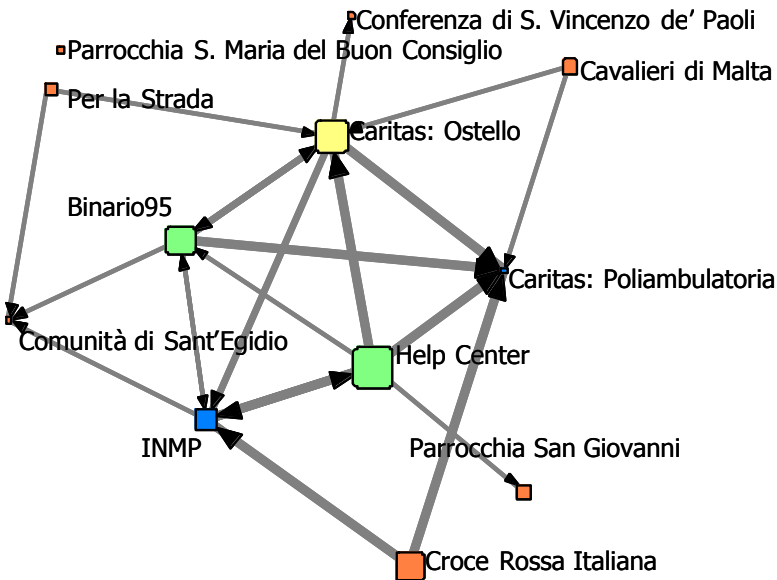 Conferenza di S. Vincenzo de’ Paoli
Parrocchia S. Maria del Buon Consiglio
Cavalieri di Malta
Per la Strada
Caritas: Ostello
Binario95
Caritas: Poliambulatoria
Comunità di Sant’Egidio
Help Center
INMP
Parrocchia San Giovanni
Croce Rossa Italiana